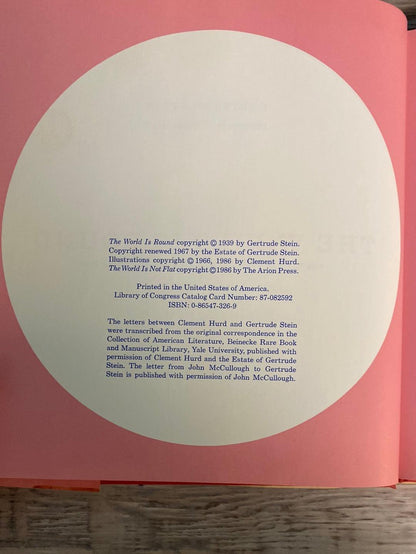 The World Is Round copyright © 1939 by Gertrude Stein.
Copyright renewed 1967 by the Estate of Gertrude Stein.
Illustrations copyright © 1966, 1986 by Clement Hurd.
The World Is Not Flat copyright © 1986 by The Arion Press.
Printed in the United States of America.
Library of Congress Catalog Card Number: 87-082592
ISBN: 0-86547-326-9
The letters between Clement Hurd and Gertrude Stein
were transcribed from the original correspondence in the
Collection of American Literature, Beinecke Rare Book
and Manuscript Library, Yale University, published with
permission of Clement Hurd and the Estate of Gertrude
Stein. The letter from John McCullough to Gertrude
Stein is published with permission of John McCullough.